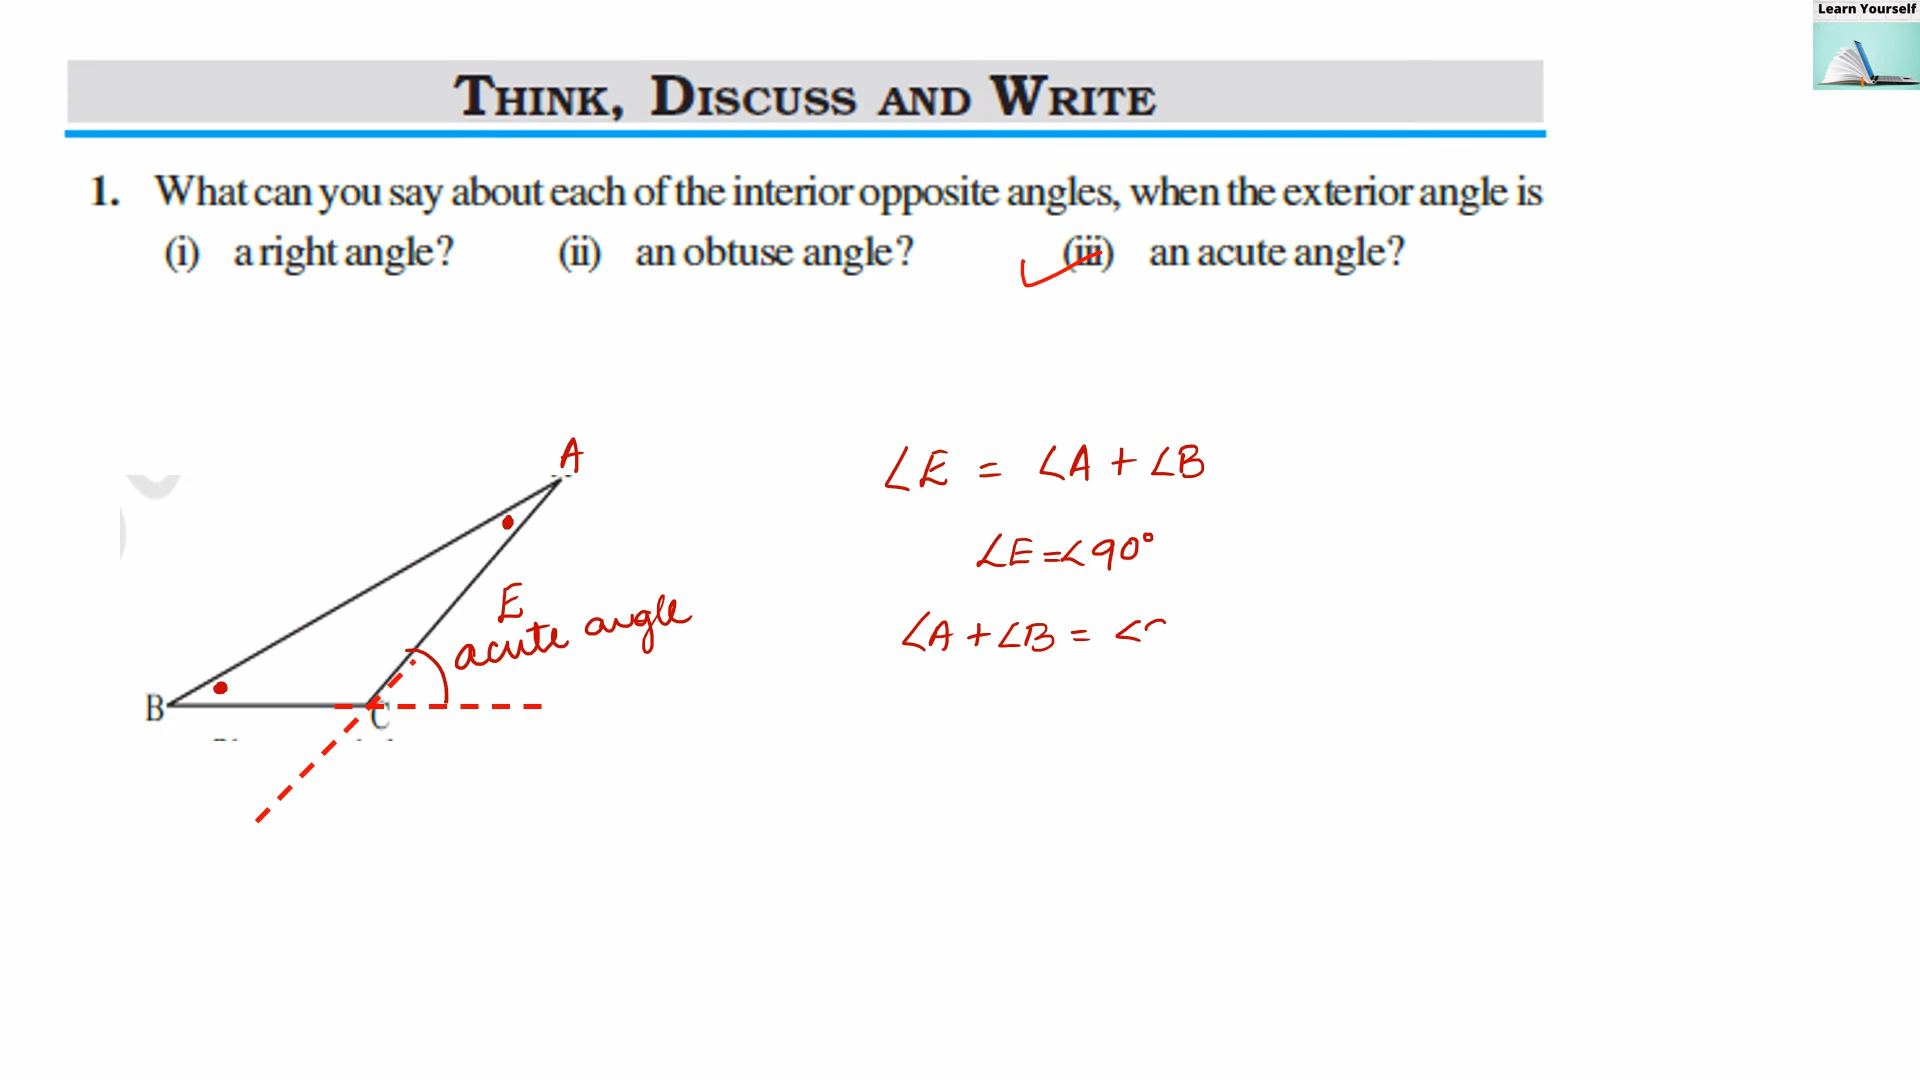 Learn Yourself
THINK, DISCUSS AND WRITE
1. What can you say about each of the interior opposite angles, when the exterior angle is
(i) a right angle? (ii) an obtuse angle? (iii) an acute angle?
A
∠E = ∠A + ∠B
∠E = <90°
E
acute angle
∠A + ∠B = <
B
C